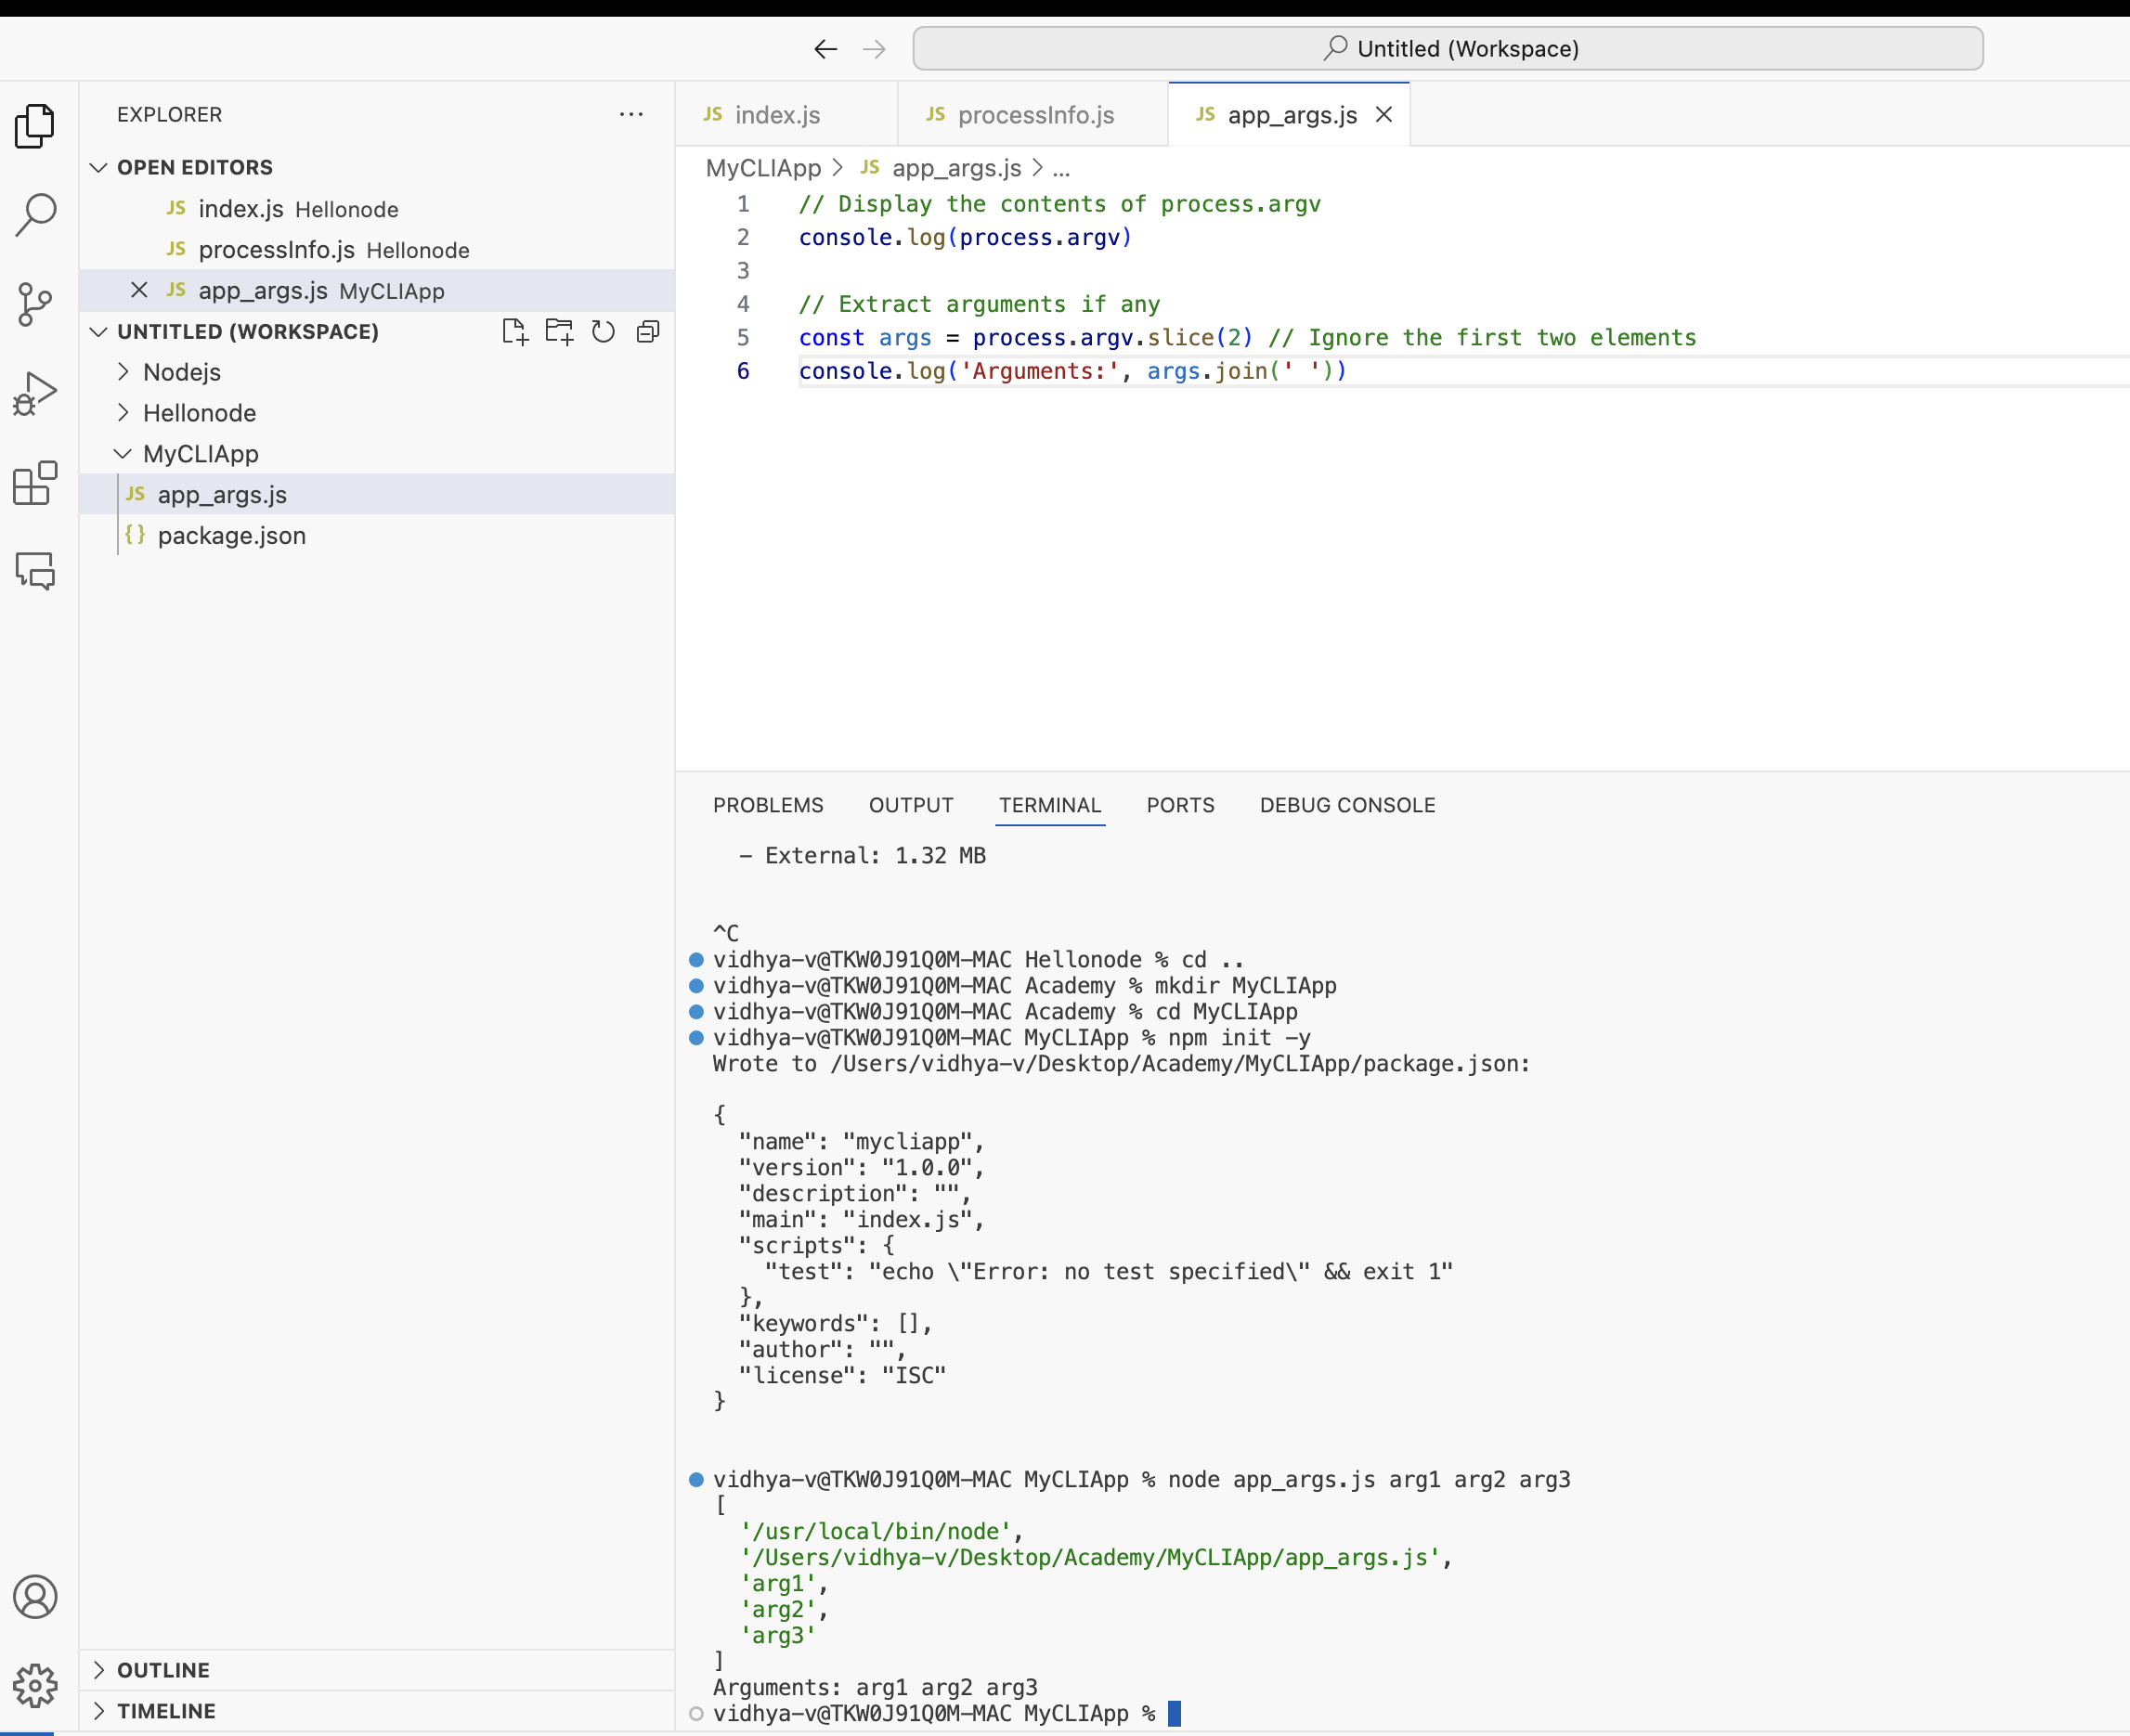 Untitled (Workspace)
EXPLORER
OPEN EDITORS
JS index.js Hellonode
JS processInfo.js Hellonode
JS app_args.js MyCLIApp
UNTITLED (WORKSPACE)
Nodejs
Hellonode
MyCLIApp
JS app_args.js
{} package.json
OUTLINE
TIMELINE
JS index.js
JS processInfo.js
JS app_args.js
MyCLIApp > JS app_args.js > ...
1 // Display the contents of process.argv
2 console.log(process.argv)
3
4 // Extract arguments if any
5 const args = process.argv.slice(2) // Ignore the first two elements
6 console.log('Arguments:', args.join(' '))
PROBLEMS OUTPUT TERMINAL PORTS DEBUG CONSOLE
- External: 1.32 MB
^C
vidhya-v@TKW0J91Q0M-MAC Hellonode % cd ..
vidhya-v@TKW0J91Q0M-MAC Academy % mkdir MyCLIApp
vidhya-v@TKW0J91Q0M-MAC Academy % cd MyCLIApp
vidhya-v@TKW0J91Q0M-MAC MyCLIApp % npm init -y
Wrote to /Users/vidhya-v/Desktop/Academy/MyCLIApp/package.json:
{
"name": "mycliapp",
"version": "1.0.0",
"description": "",
"main": "index.js",
"scripts": {
"test": "echo \"Error: no test specified\" && exit 1"
},
"keywords": [],
"author": "",
"license": "ISC"
}
vidhya-v@TKW0J91Q0M-MAC MyCLIApp % node app_args.js arg1 arg2 arg3
[
'/usr/local/bin/node',
'/Users/vidhya-v/Desktop/Academy/MyCLIApp/app_args.js',
'arg1',
'arg2',
'arg3'
]
Arguments: arg1 arg2 arg3
vidhya-v@TKW0J91Q0M-MAC MyCLIApp %